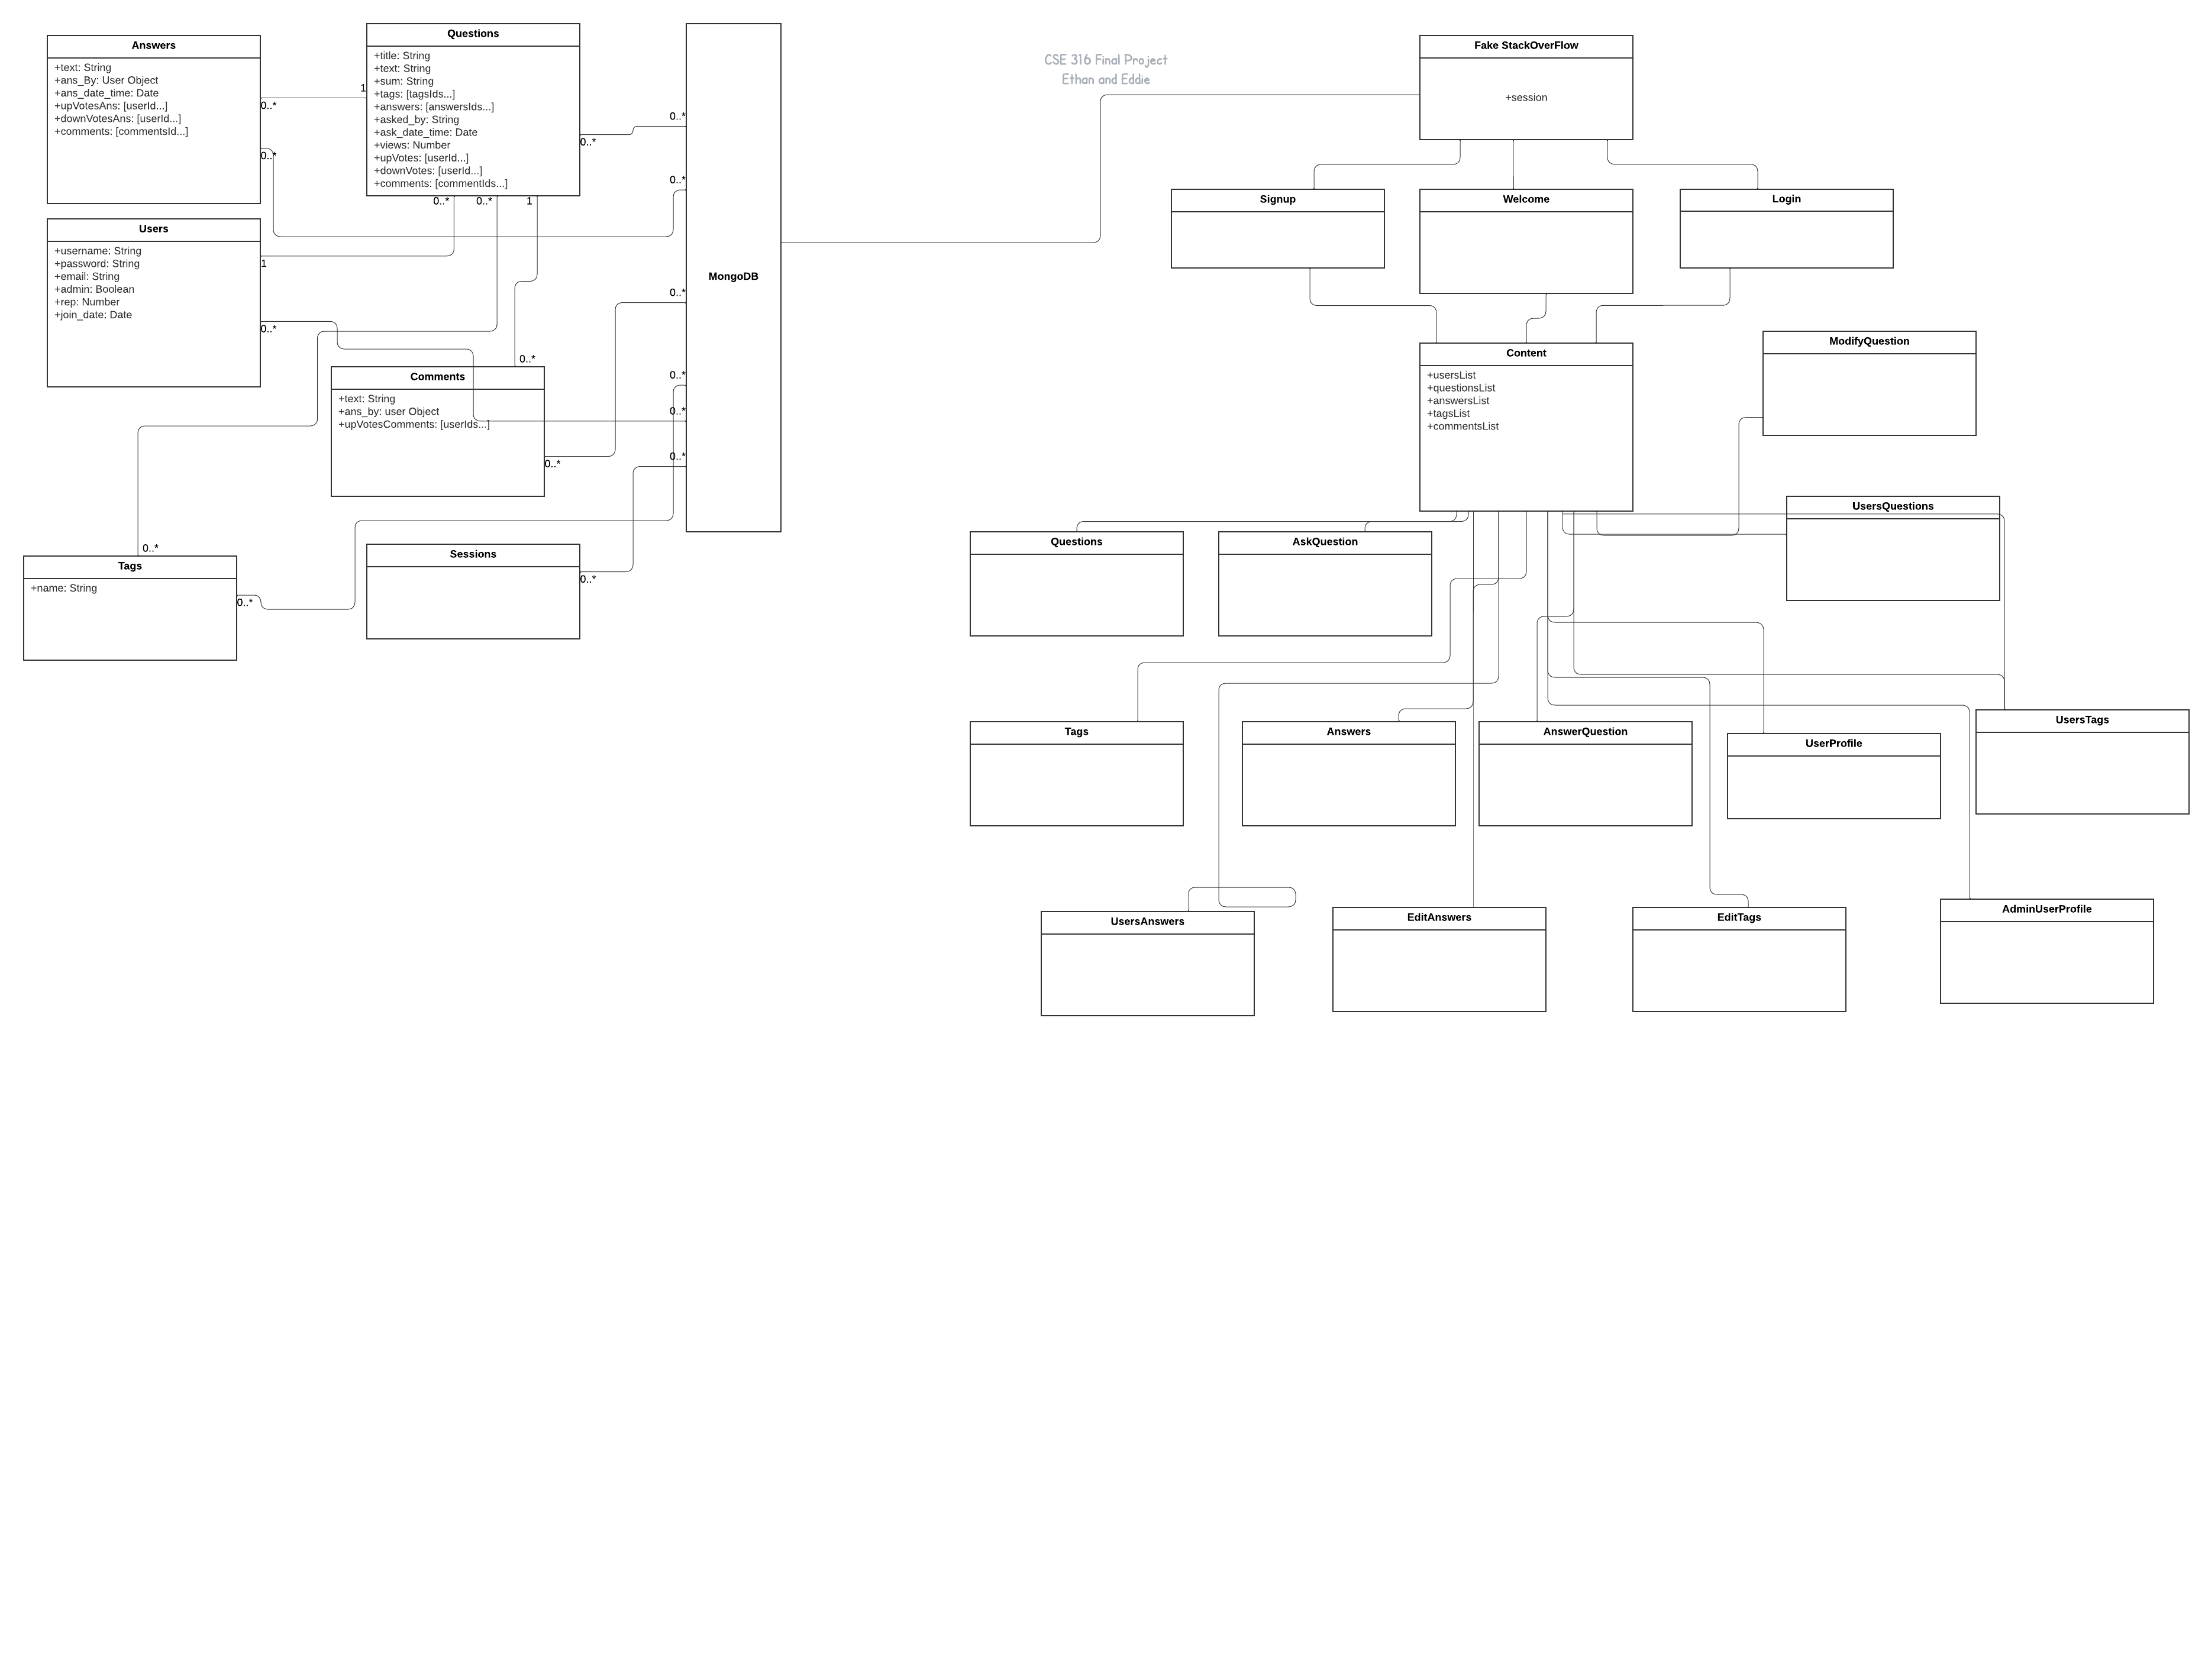 Answers
+text: String
+ans_By: User Object
+ans_date_time: Date
+upVotesAns: [userId...]
+downVotesAns: [userId...]
+comments: [commentsId...]
0..*
1
0..*
Questions
+title: String
+text: String
+sum: String
+tags: [tagsIds...]
+answers: [answersIds...]
+asked_by: String
+ask_date_time: Date
+views: Number
+upVotes: [userId...]
+downVotes: [userId...]
+comments: [commentIds...]
0..*
0..*
0..*
1
Users
+username: String
+password: String
+email: String
+admin: Boolean
+rep: Number
+join_date: Date
1
0..*
0..*
Comments
+text: String
+ans_by: user Object
+upVotesComments: [userIds...]
0..*
0..*
Tags
+name: String
0..*
Sessions
0..*
MongoDB
0..*
0..*
0..*
0..*
0..*
0..*
CSE 316 Final Project
Ethan and Eddie
Fake StackOverFlow
+session
Signup
Welcome
Login
Content
+usersList
+questionsList
+answersList
+tagsList
+commentsList
ModifyQuestion
UsersQuestions
Questions
AskQuestion
Tags
Answers
AnswerQuestion
UserProfile
UsersTags
UsersAnswers
EditAnswers
EditTags
AdminUserProfile